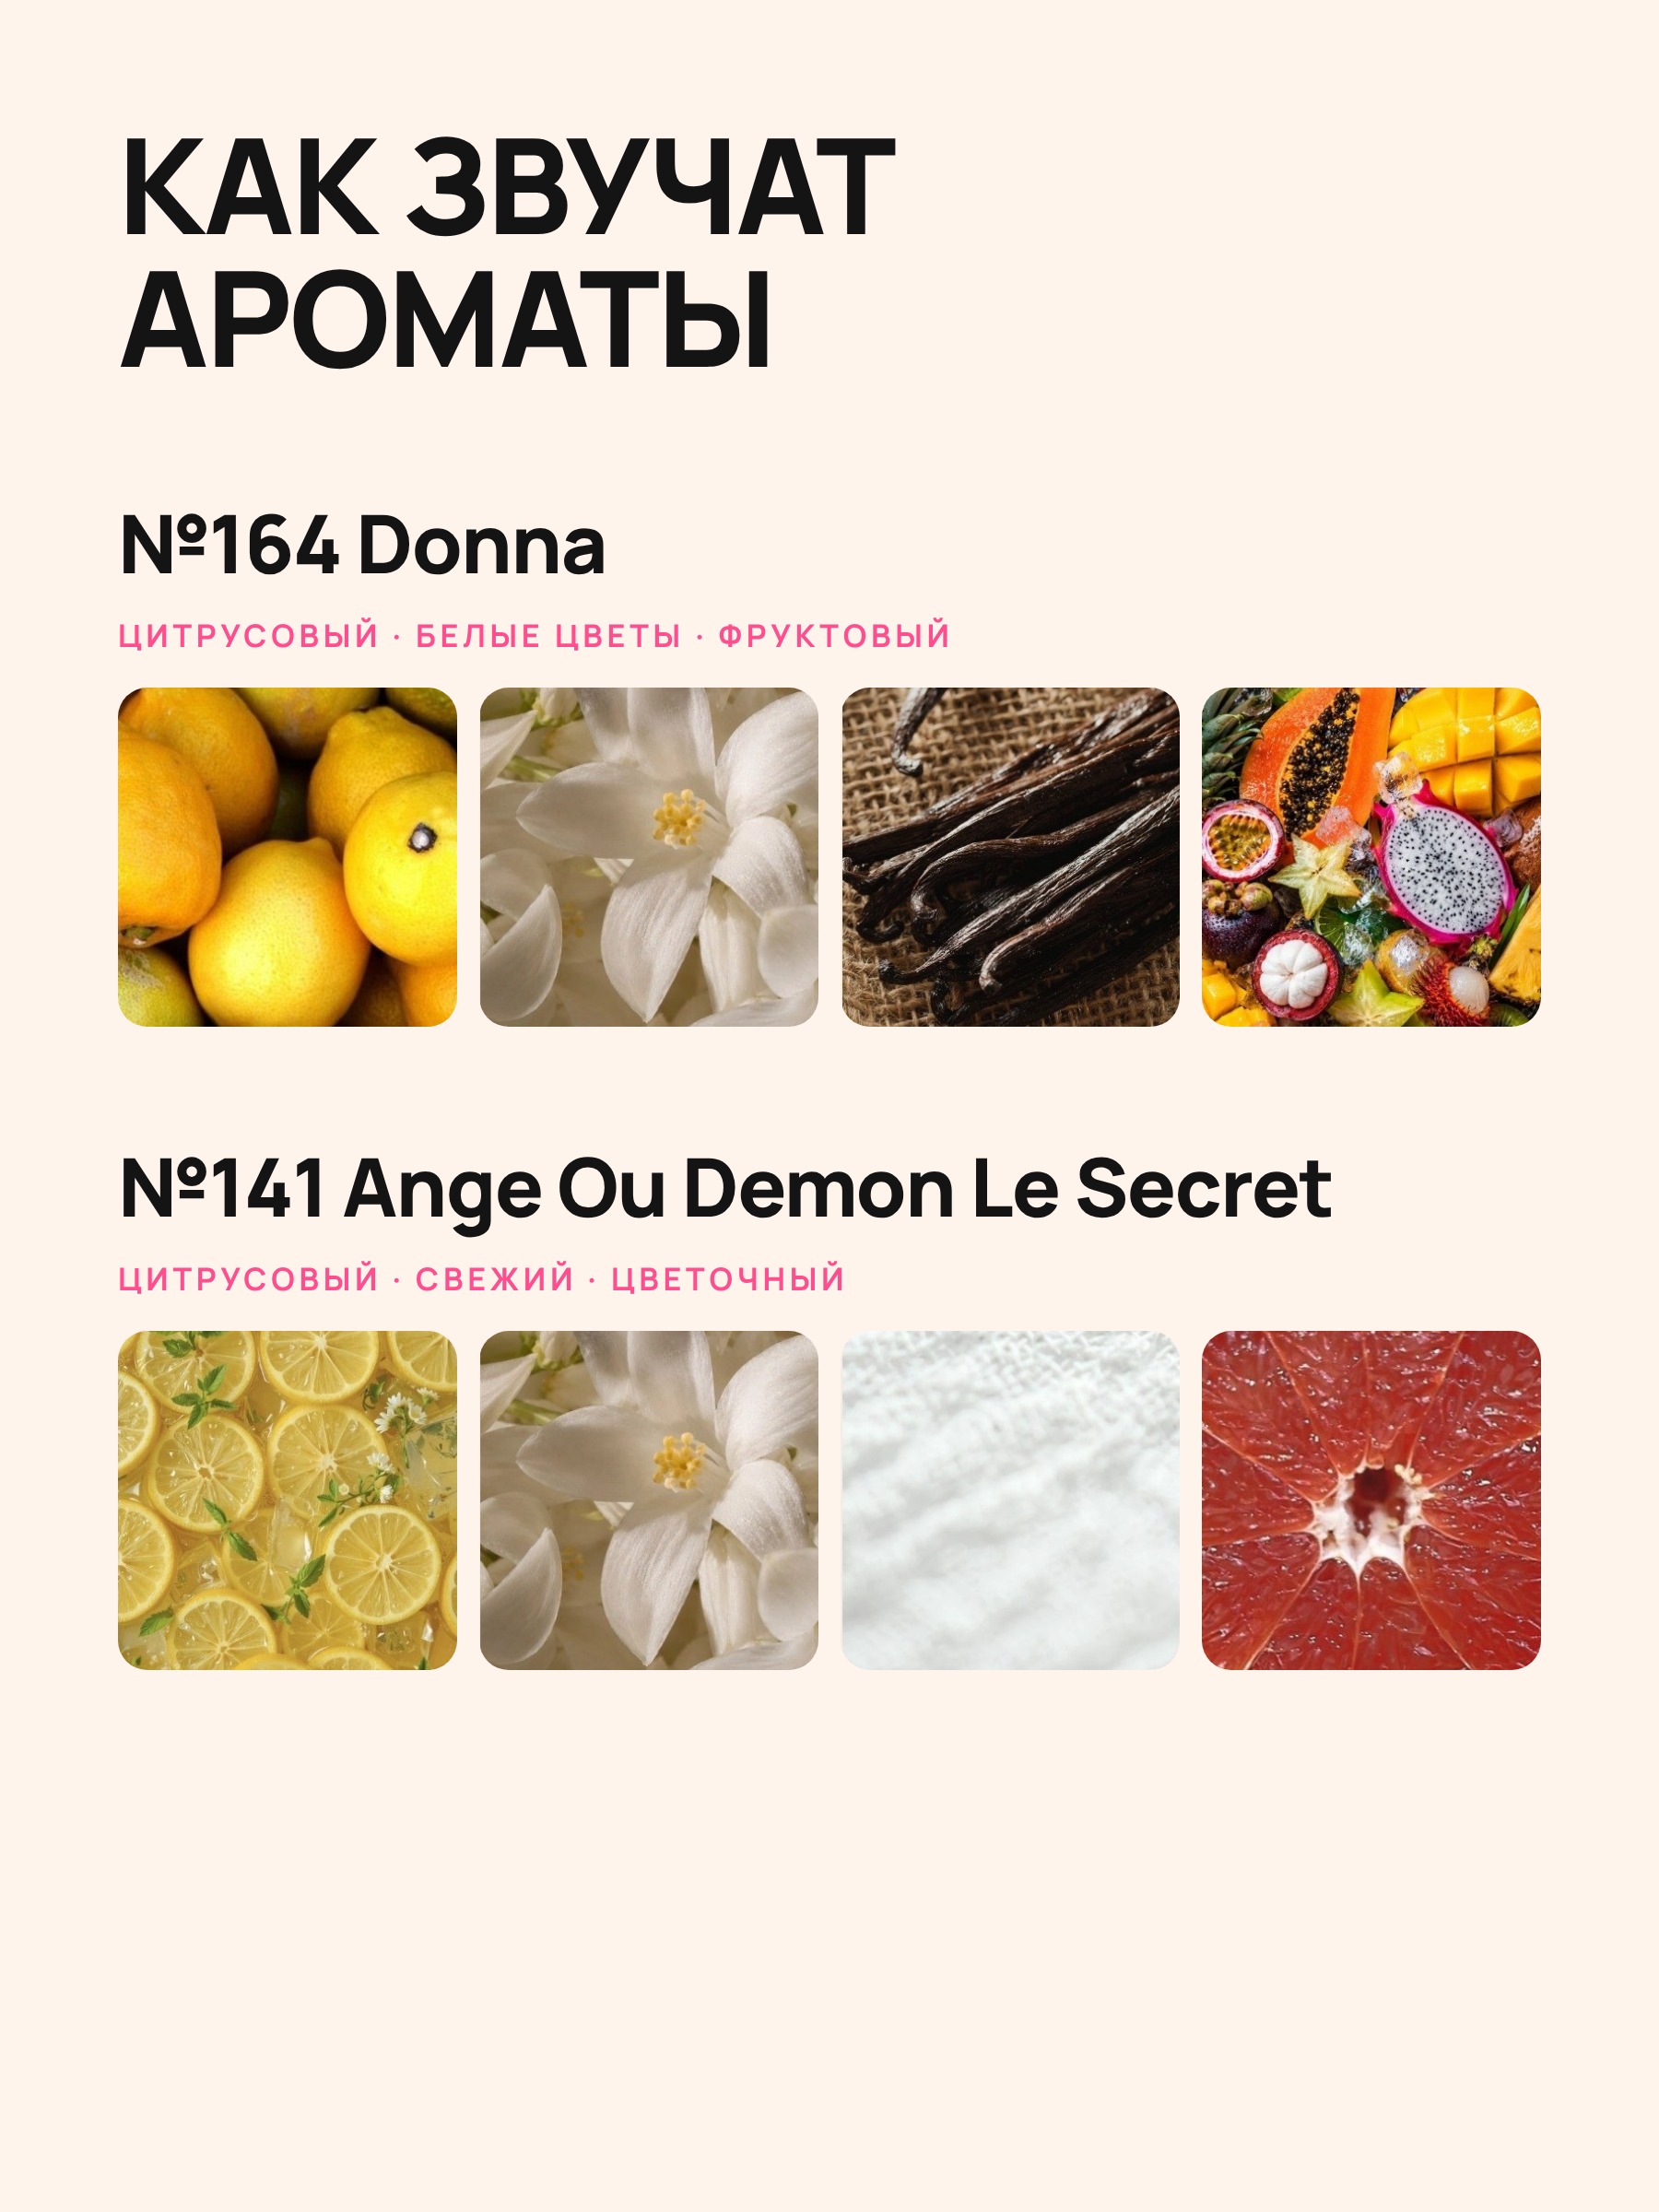 КАК ЗВУЧАТ
АРОМАТЫ
№164 Donna
ЦИТРУСОВЫЙ · БЕЛЫЕ ЦВЕТЫ · ФРУКТОВЫЙ
№141 Ange Ou Demon Le Secret
ЦИТРУСОВЫЙ · СВЕЖИЙ · ЦВЕТОЧНЫЙ